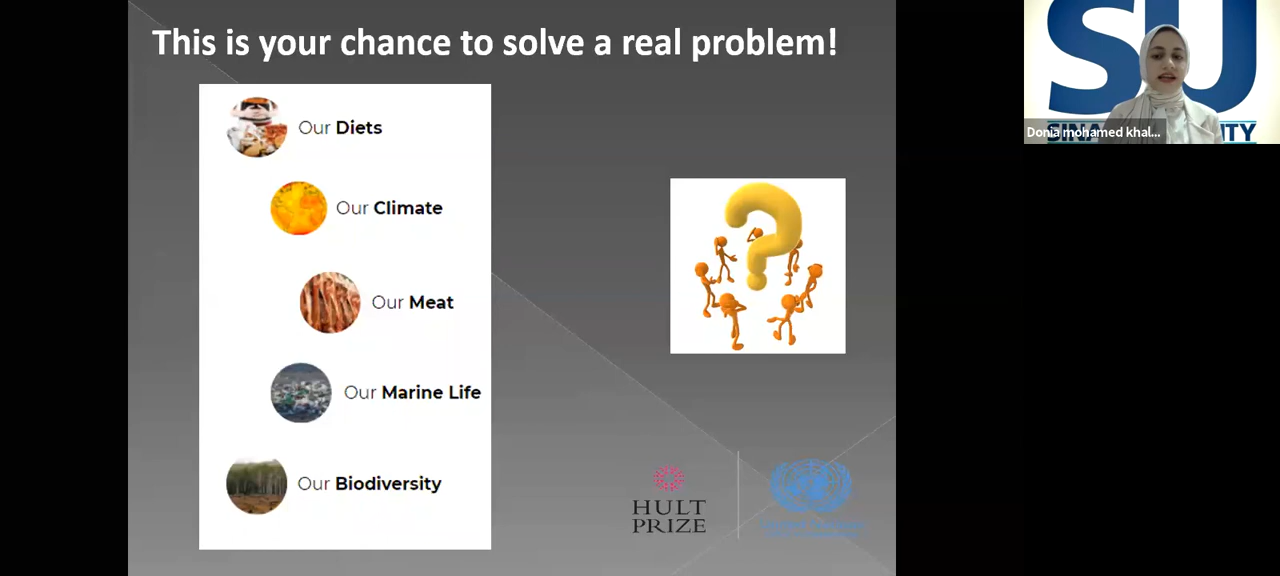 This is your chance to solve a real problem!
Our Diets
Our Climate
Our Meat
Our Marine Life
Our Biodiversity
HULT
PRIZE
SU
Donia mohamed khal...